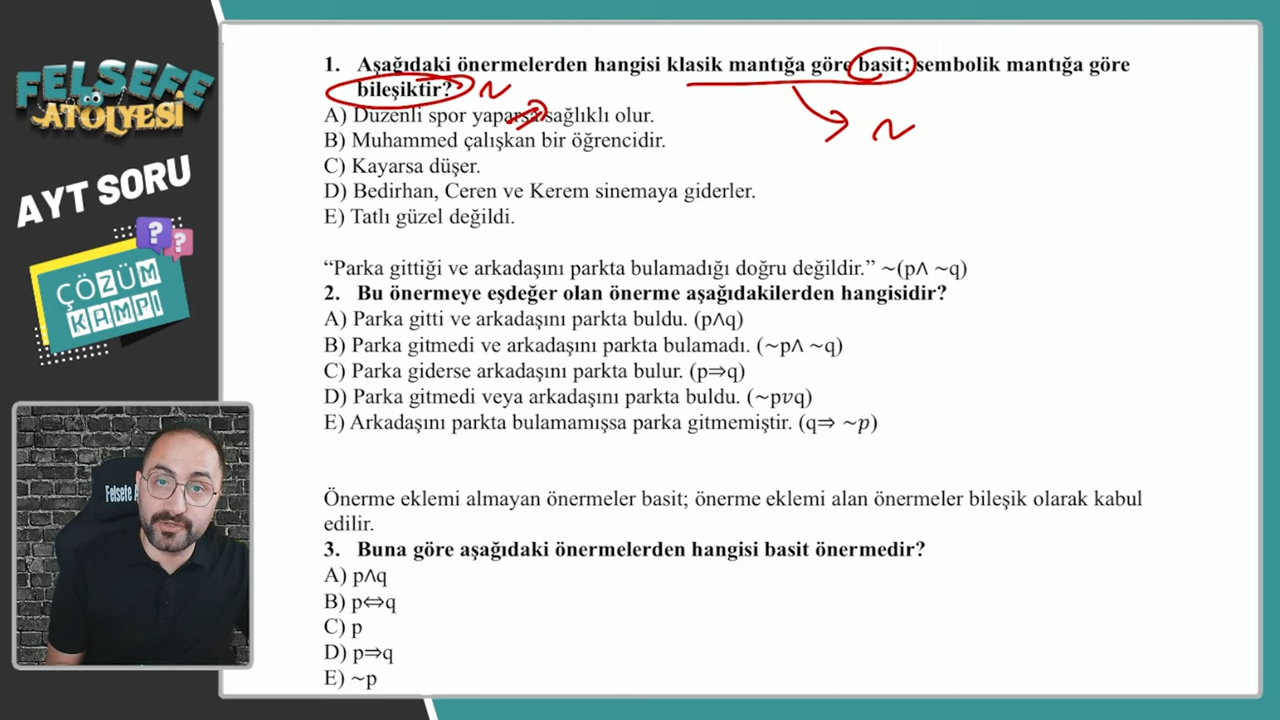 FELSEFE
ATÖLYESİ
AYT SORU
ÇÖZÜM
KAMPI
? ?
1. Aşağıdaki önermelerden hangisi klasik mantığa göre basit; sembolik mantığa göre
bileşiktir? ~
A) Düzenli spor yaparsa sağlıklı olur.
~
B) Muhammed çalışkan bir öğrencidir.
C) Kayarsa düşer.
D) Bedirhan, Ceren ve Kerem sinemaya giderler.
E) Tatlı güzel değildi.
“Parka gittiği ve arkadaşını parkta bulamadığı doğru değildir.” ~(p∧ ~q)
2. Bu önermeye eşdeğer olan önerme aşağıdakilerden hangisidir?
A) Parka gitti ve arkadaşını parkta buldu. (p∧q)
B) Parka gitmedi ve arkadaşını parkta bulamadı. (~p∧ ~q)
C) Parka giderse arkadaşını parkta bulur. (p⇒q)
D) Parka gitmedi veya arkadaşını parkta buldu. (~pvq)
E) Arkadaşını parkta bulamamışsa parka gitmemiştir. (q⇒ ~p)
Önerme eklemi almayan önermeler basit; önerme eklemi alan önermeler bileşik olarak kabul
edilir.
3. Buna göre aşağıdaki önermelerden hangisi basit önermedir?
A) p∧q
B) p⇔q
C) p
D) p⇒q
E) ~p
Felsefe